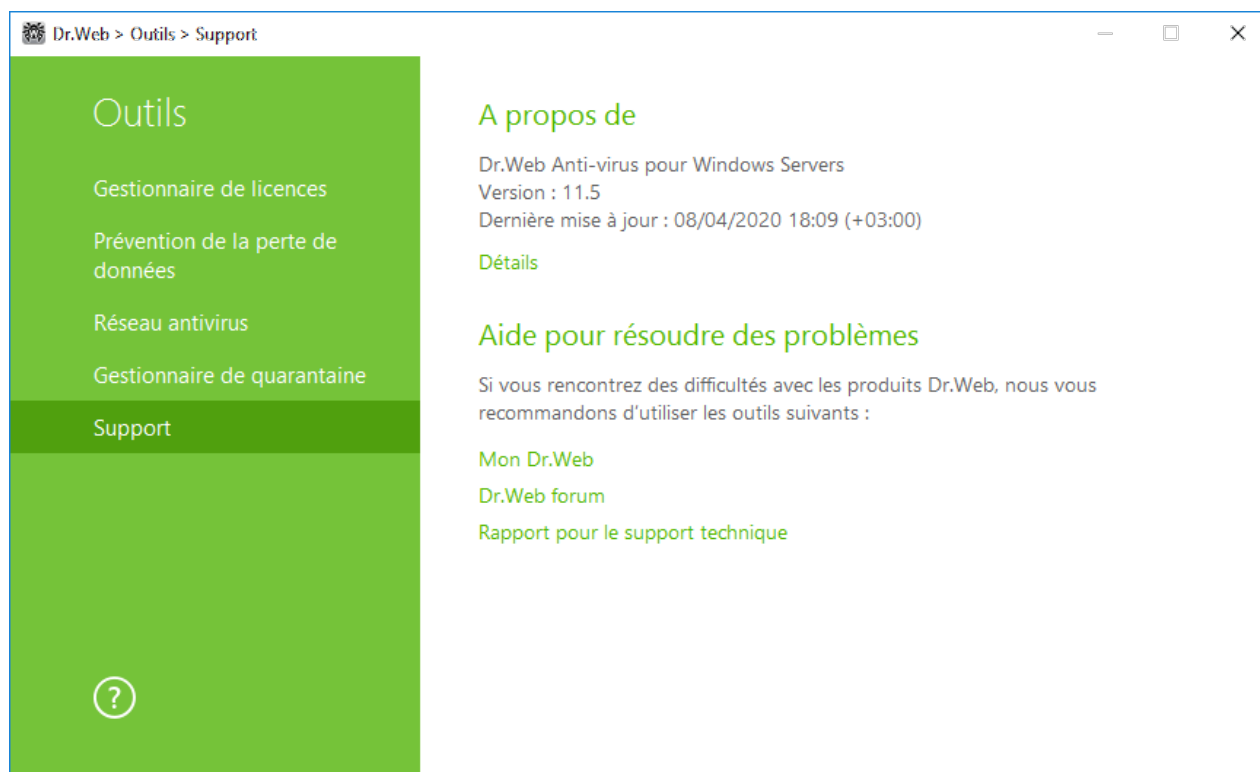 Dr.Web > Outils > Support
Outils
Gestionnaire de licences
Prévention de la perte de
données
Réseau antivirus
Gestionnaire de quarantaine
Support
?
A propos de
Dr.Web Anti-virus pour Windows Servers
Version : 11.5
Dernière mise à jour : 08/04/2020 18:09 (+03:00)
Détails
Aide pour résoudre des problèmes
Si vous rencontrez des difficultés avec les produits Dr.Web, nous vous
recommandons d'utiliser les outils suivants :
Mon Dr.Web
Dr.Web forum
Rapport pour le support technique